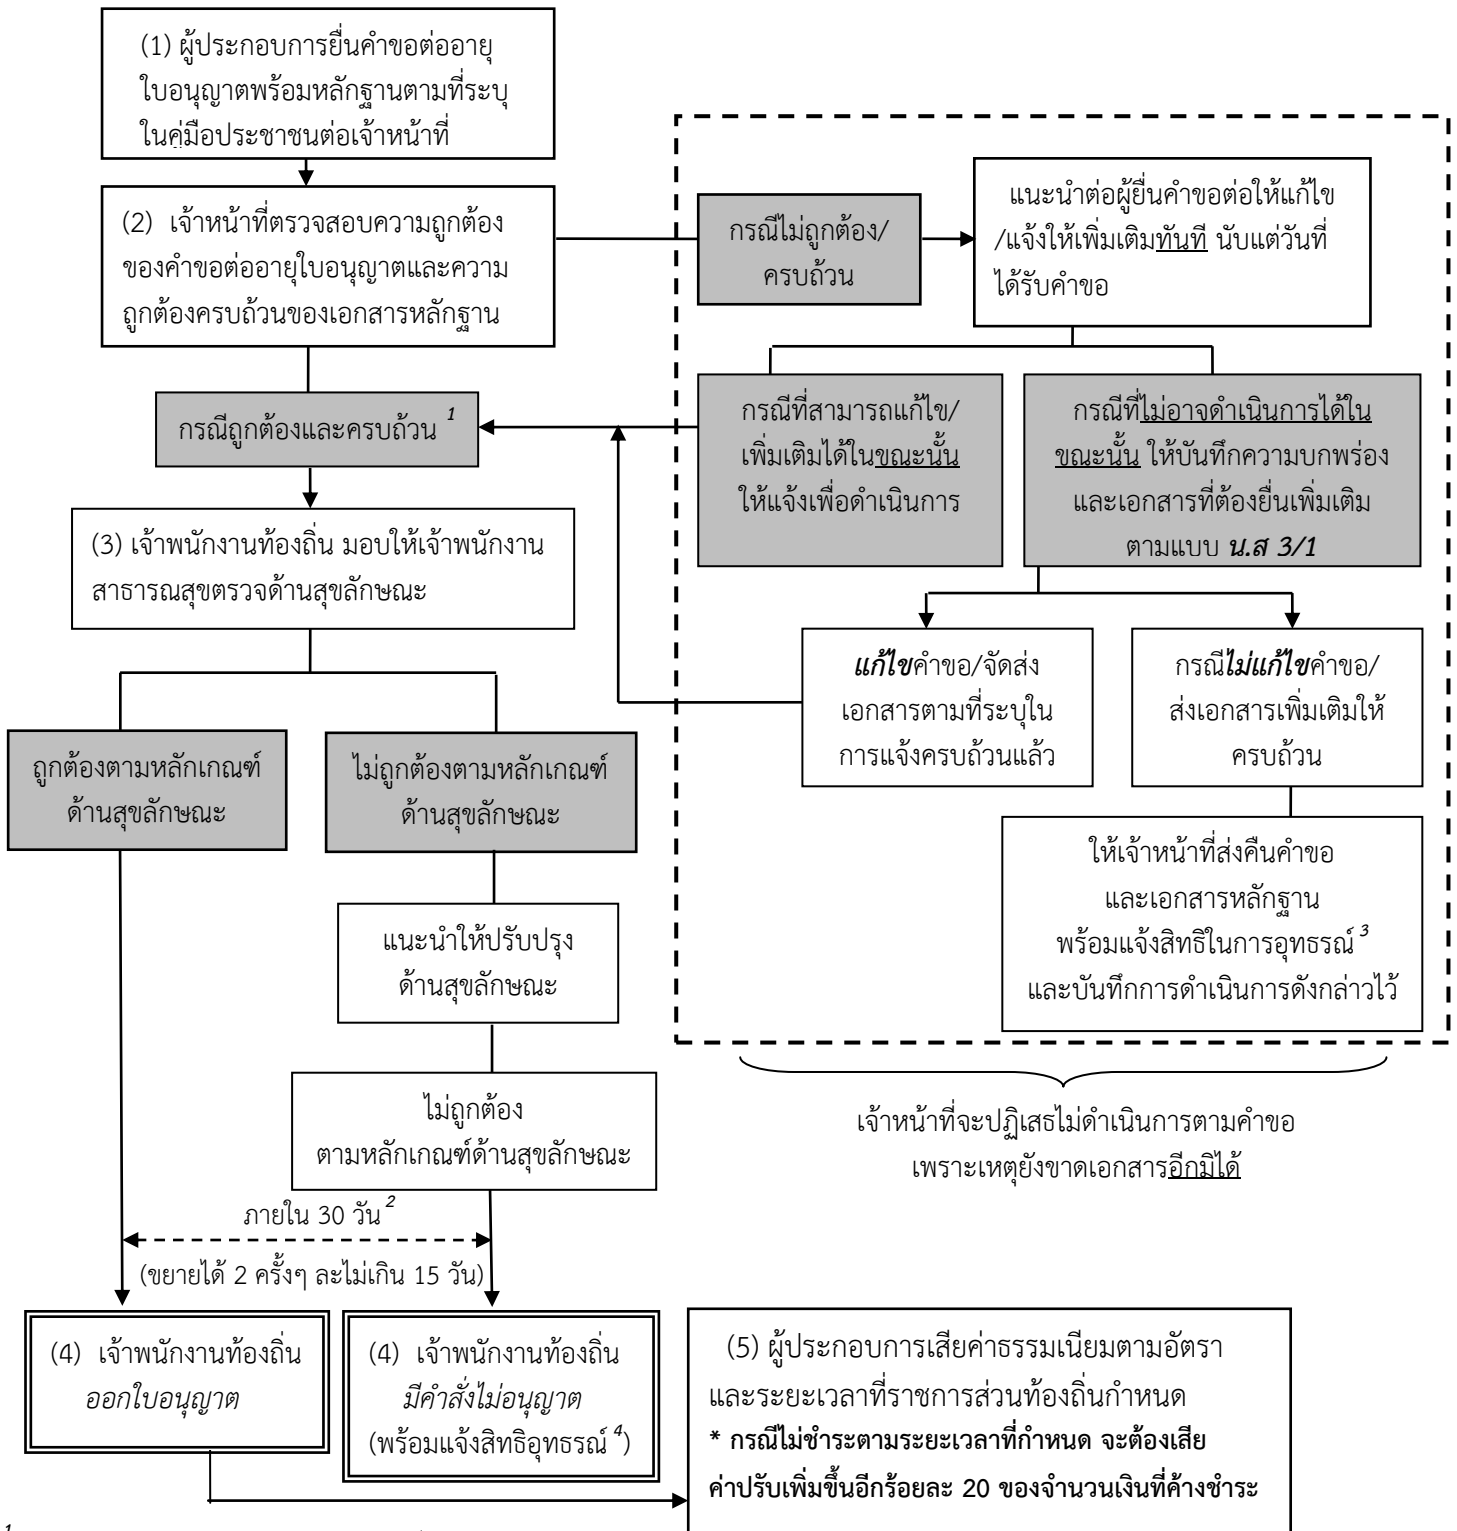 (1) ผู้ประกอบการยื่นคำขอต่ออายุ
ใบอนุญาตพร้อมหลักฐานตามที่ระบุ
ในคู่มือประชาชนต่อเจ้าหน้าที่
(2) เจ้าหน้าที่ตรวจสอบความถูกต้อง
ของคำขอต่ออายุใบอนุญาตและความ
ถูกต้องครบถ้วนของเอกสารหลักฐาน
กรณีไม่ถูกต้อง/
ครบถ้วน
แนะนำต่อผู้ยื่นคำขอต่อให้แก้ไข
/แจ้งให้เพิ่มเติมทันที นับแต่วันที่
ได้รับคำขอ
กรณีถูกต้องและครบถ้วน 1
กรณีที่สามารถแก้ไข/
เพิ่มเติมได้ในขณะนั้น
ให้แจ้งเพื่อดำเนินการ
กรณีที่ไม่อาจดำเนินการได้ใน
ขณะนั้น ให้บันทึกความบกพร่อง
และเอกสารที่ต้องยื่นเพิ่มเติม
ตามแบบ น.ส 3/1
(3) เจ้าพนักงานท้องถิ่น มอบให้เจ้าพนักงาน
สาธารณสุขตรวจด้านสุขลักษณะ
แก้ไขคำขอ/จัดส่ง
เอกสารตามที่ระบุใน
การแจ้งครบถ้วนแล้ว
กรณีไม่แก้ไขคำขอ/
ส่งเอกสารเพิ่มเติมให้
ครบถ้วน
ถูกต้องตามหลักเกณฑ์
ด้านสุขลักษณะ
ไม่ถูกต้องตามหลักเกณฑ์
ด้านสุขลักษณะ
ให้เจ้าหน้าที่ส่งคืนคำขอ
และเอกสารหลักฐาน
พร้อมแจ้งสิทธิในการอุทธรณ์ 3
และบันทึกการดำเนินการดังกล่าวไว้
แนะนำให้ปรับปรุง
ด้านสุขลักษณะ
ไม่ถูกต้อง
ตามหลักเกณฑ์ด้านสุขลักษณะ
เจ้าหน้าที่จะปฏิเสธไม่ดำเนินการตามคำขอ
เพราะเหตุยังขาดเอกสารอีกมิได้
ภายใน 30 วัน 2
(ขยายได้ 2 ครั้งๆ ละไม่เกิน 15 วัน)
(4) เจ้าพนักงานท้องถิ่น
ออกใบอนุญาต
(4) เจ้าพนักงานท้องถิ่น
มีคำสั่งไม่อนุญาต
(พร้อมแจ้งสิทธิอุทธรณ์ 4)
(5) ผู้ประกอบการเสียค่าธรรมเนียมตามอัตรา
และระยะเวลาที่ราชการส่วนท้องถิ่นกำหนด
* กรณีไม่ชำระตามระยะเวลาที่กำหนด จะต้องเสีย
ค่าปรับเพิ่มขึ้นอีกร้อยละ 20 ของจำนวนเงินที่ค้างชำระ
1